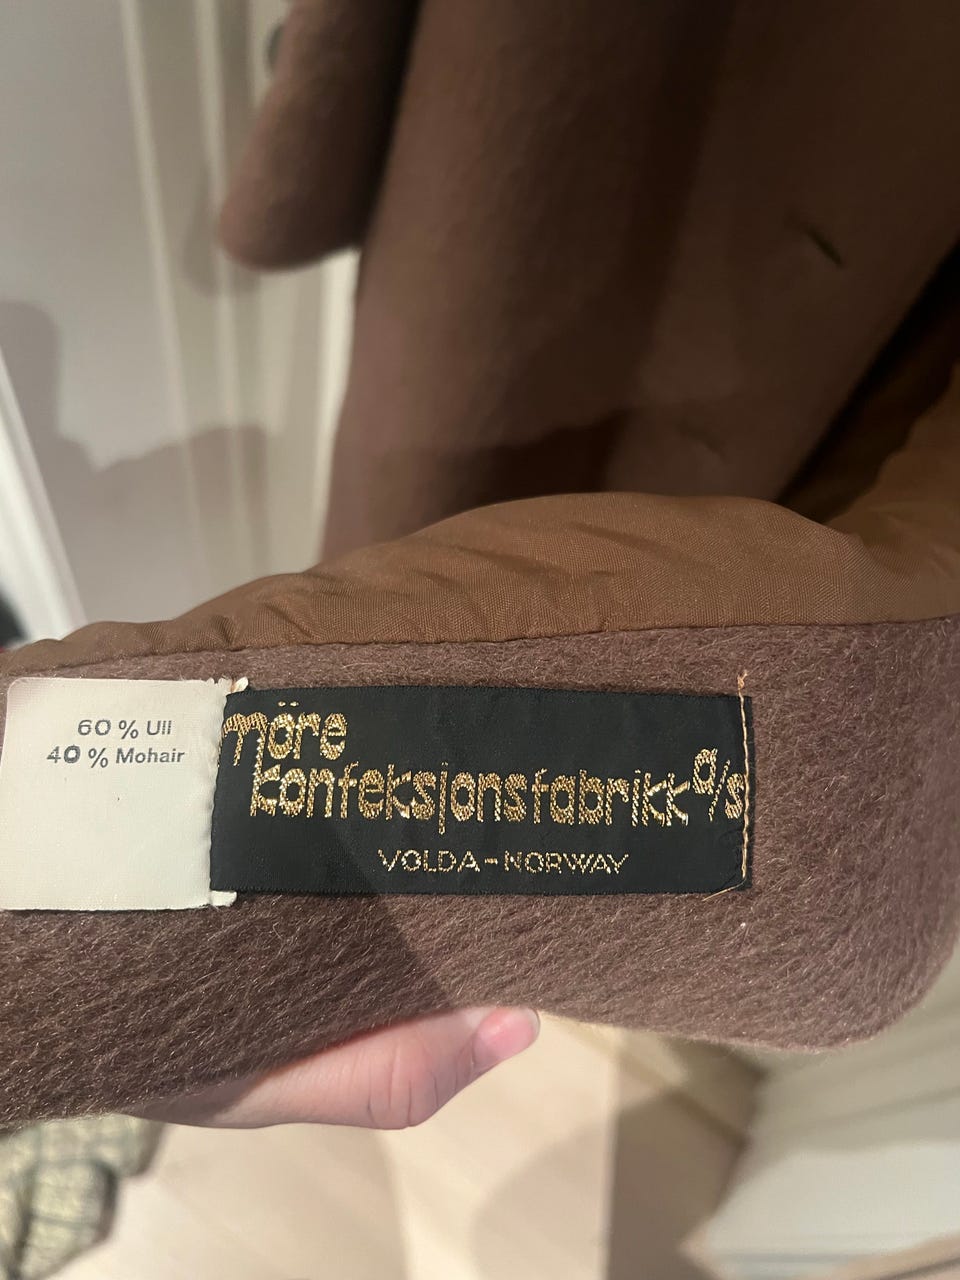 60 % Ull
40 % Mohair
möre
konfeksjonsfabrikk a/s
VOLDA-NORWAY